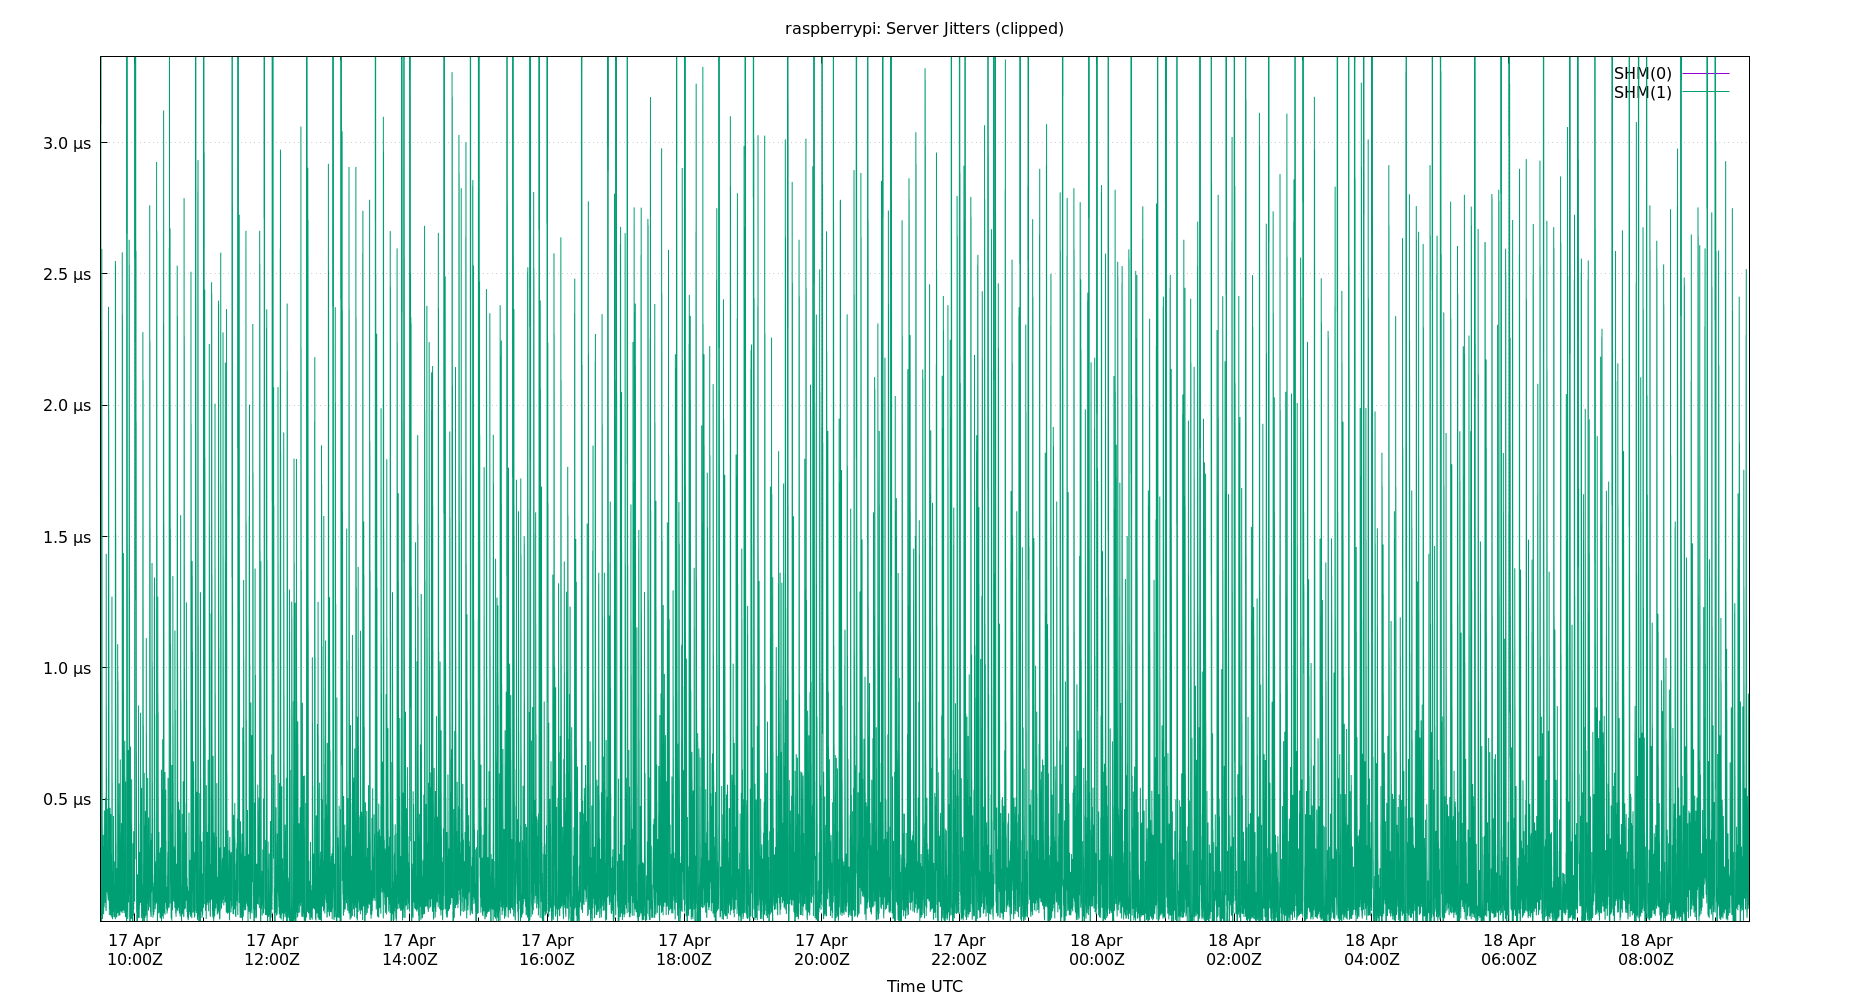 raspberrypi: Server Jitters (clipped)
SHM(0)
SHM(1)
3.0 µs
2.5 µs
2.0 µs
1.5 µs
1.0 µs
0.5 µs
17 Apr 17 Apr 17 Apr 17 Apr 17 Apr 17 Apr 17 Apr 18 Apr 18 Apr 18 Apr 18 Apr 18 Apr
10:00Z 12:00Z 14:00Z 16:00Z 18:00Z 20:00Z 22:00Z 00:00Z 02:00Z 04:00Z 06:00Z 08:00Z
Time UTC